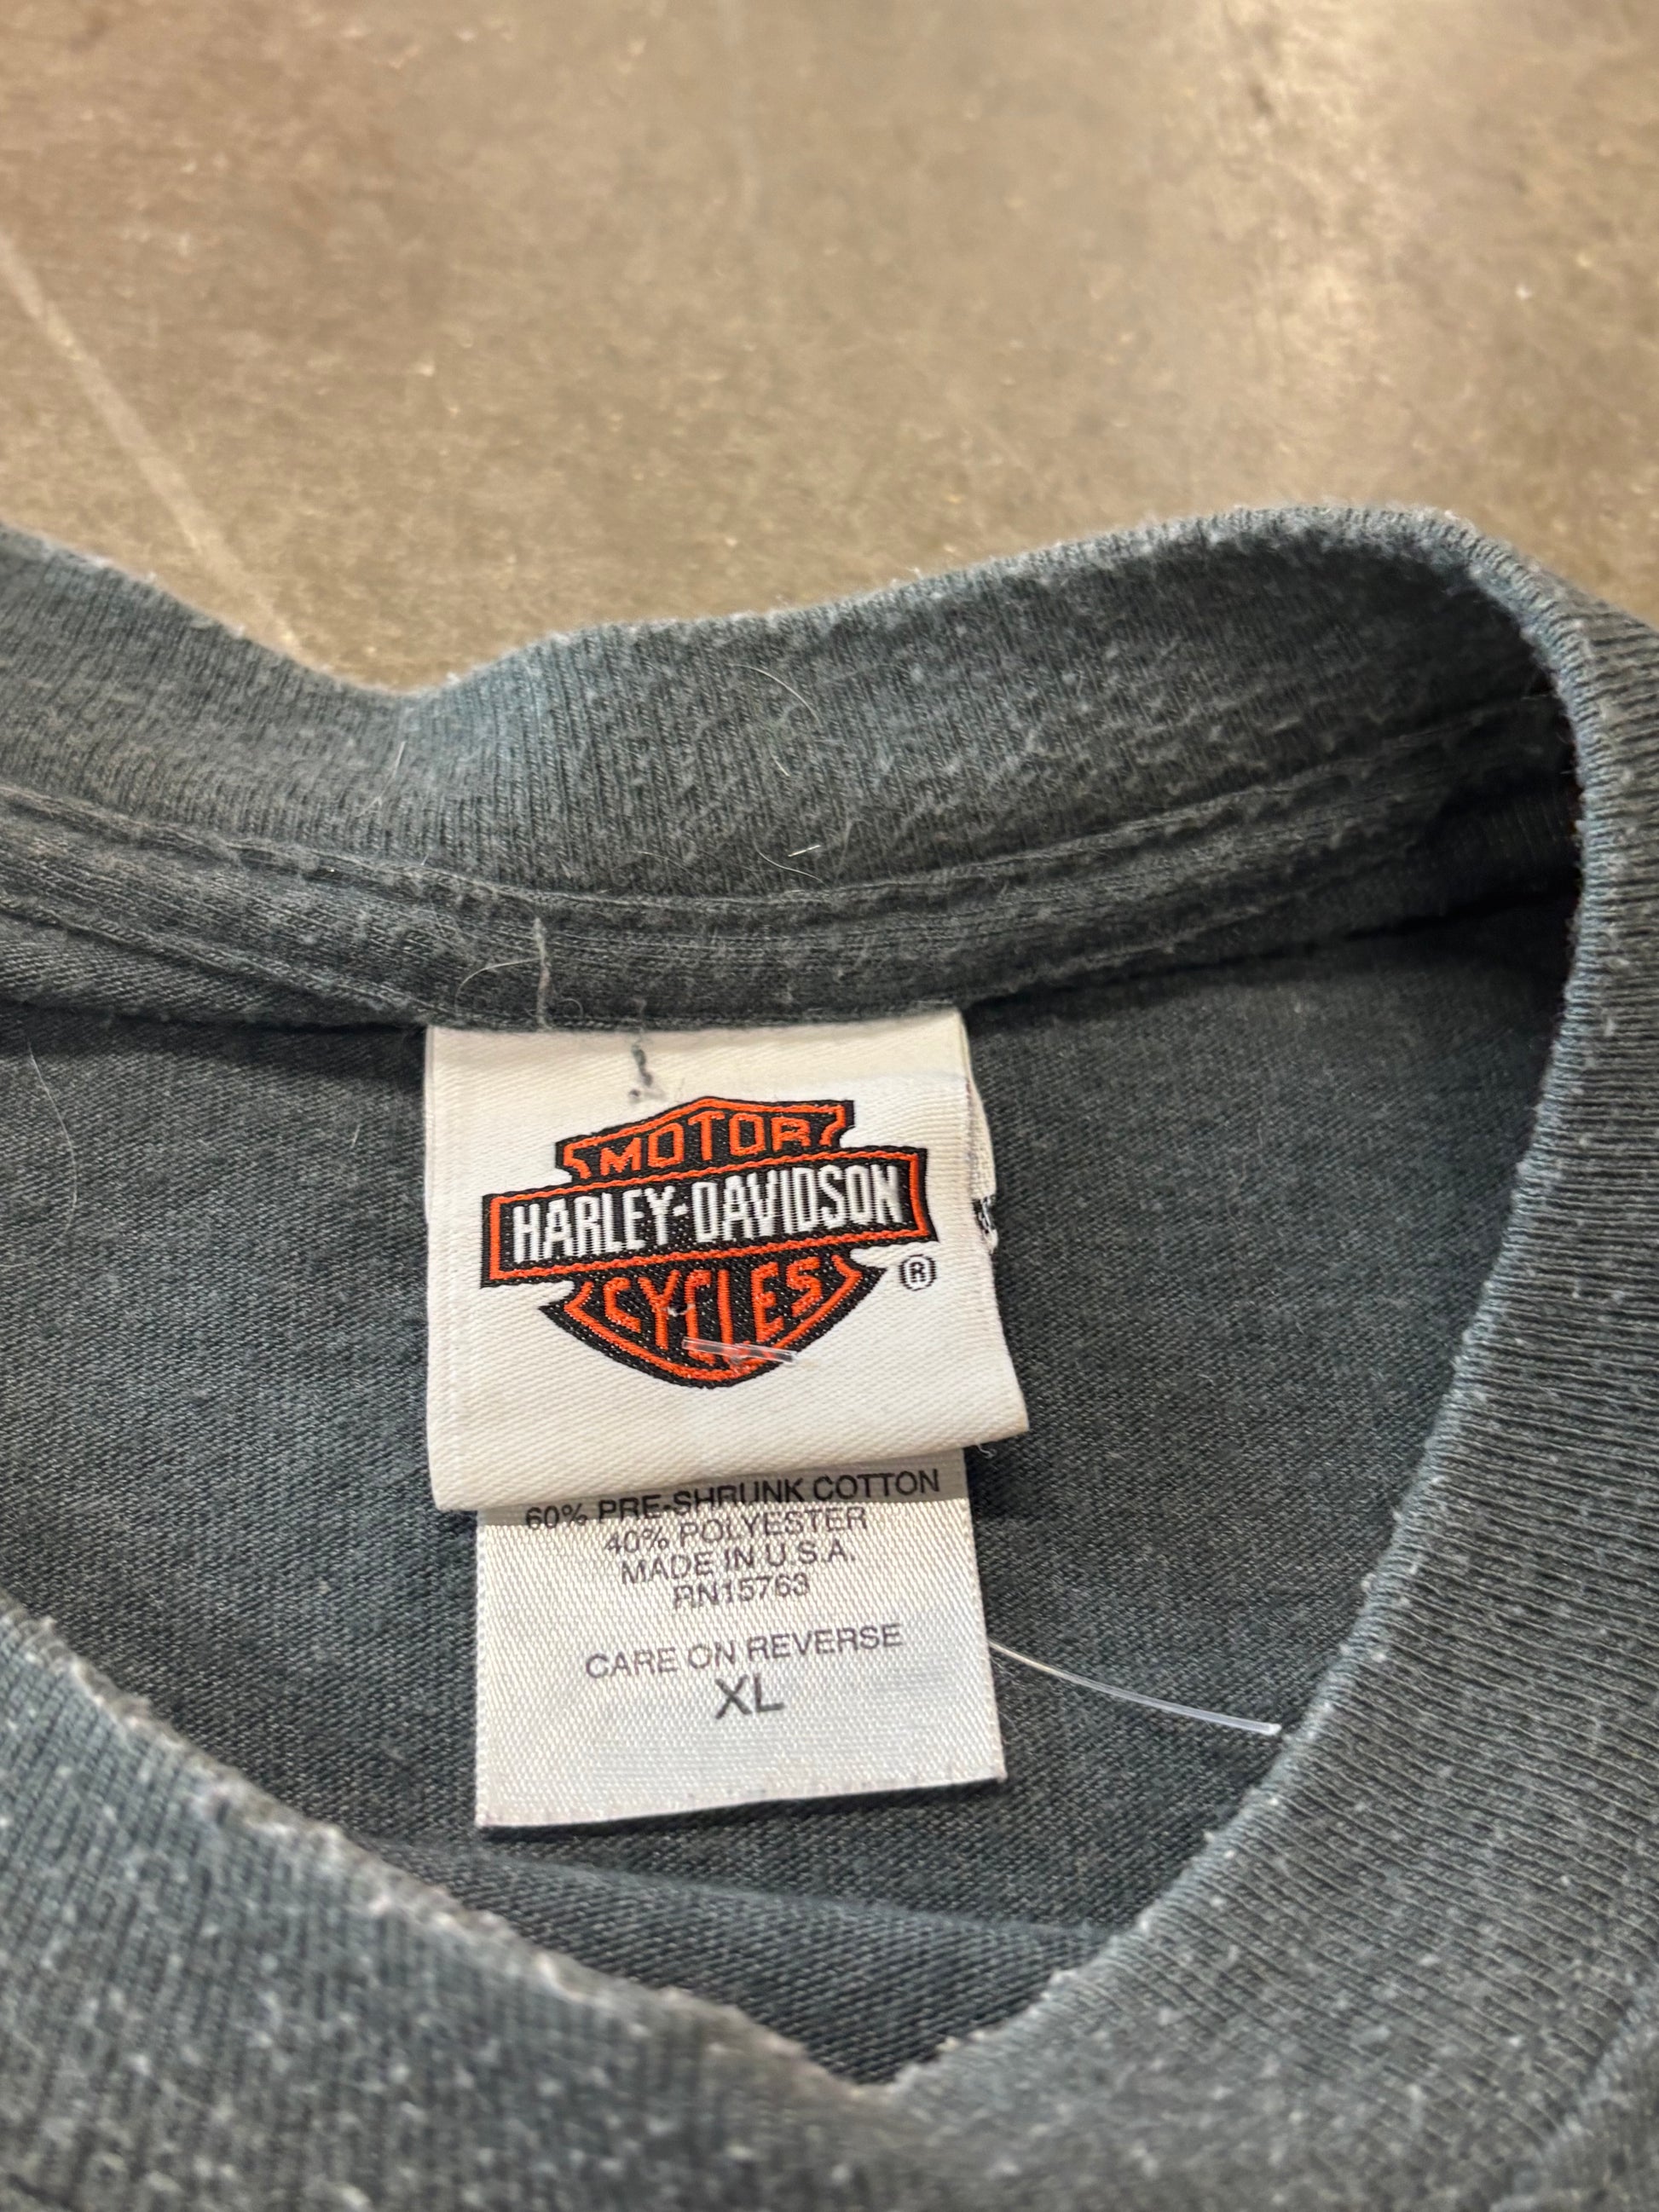 MOTOR
HARLEY-DAVIDSON
CYCLES
®
60% PRE-SHRUNK COTTON
40% POLYESTER
MADE IN U.S.A.
RN15763
CARE ON REVERSE
XL